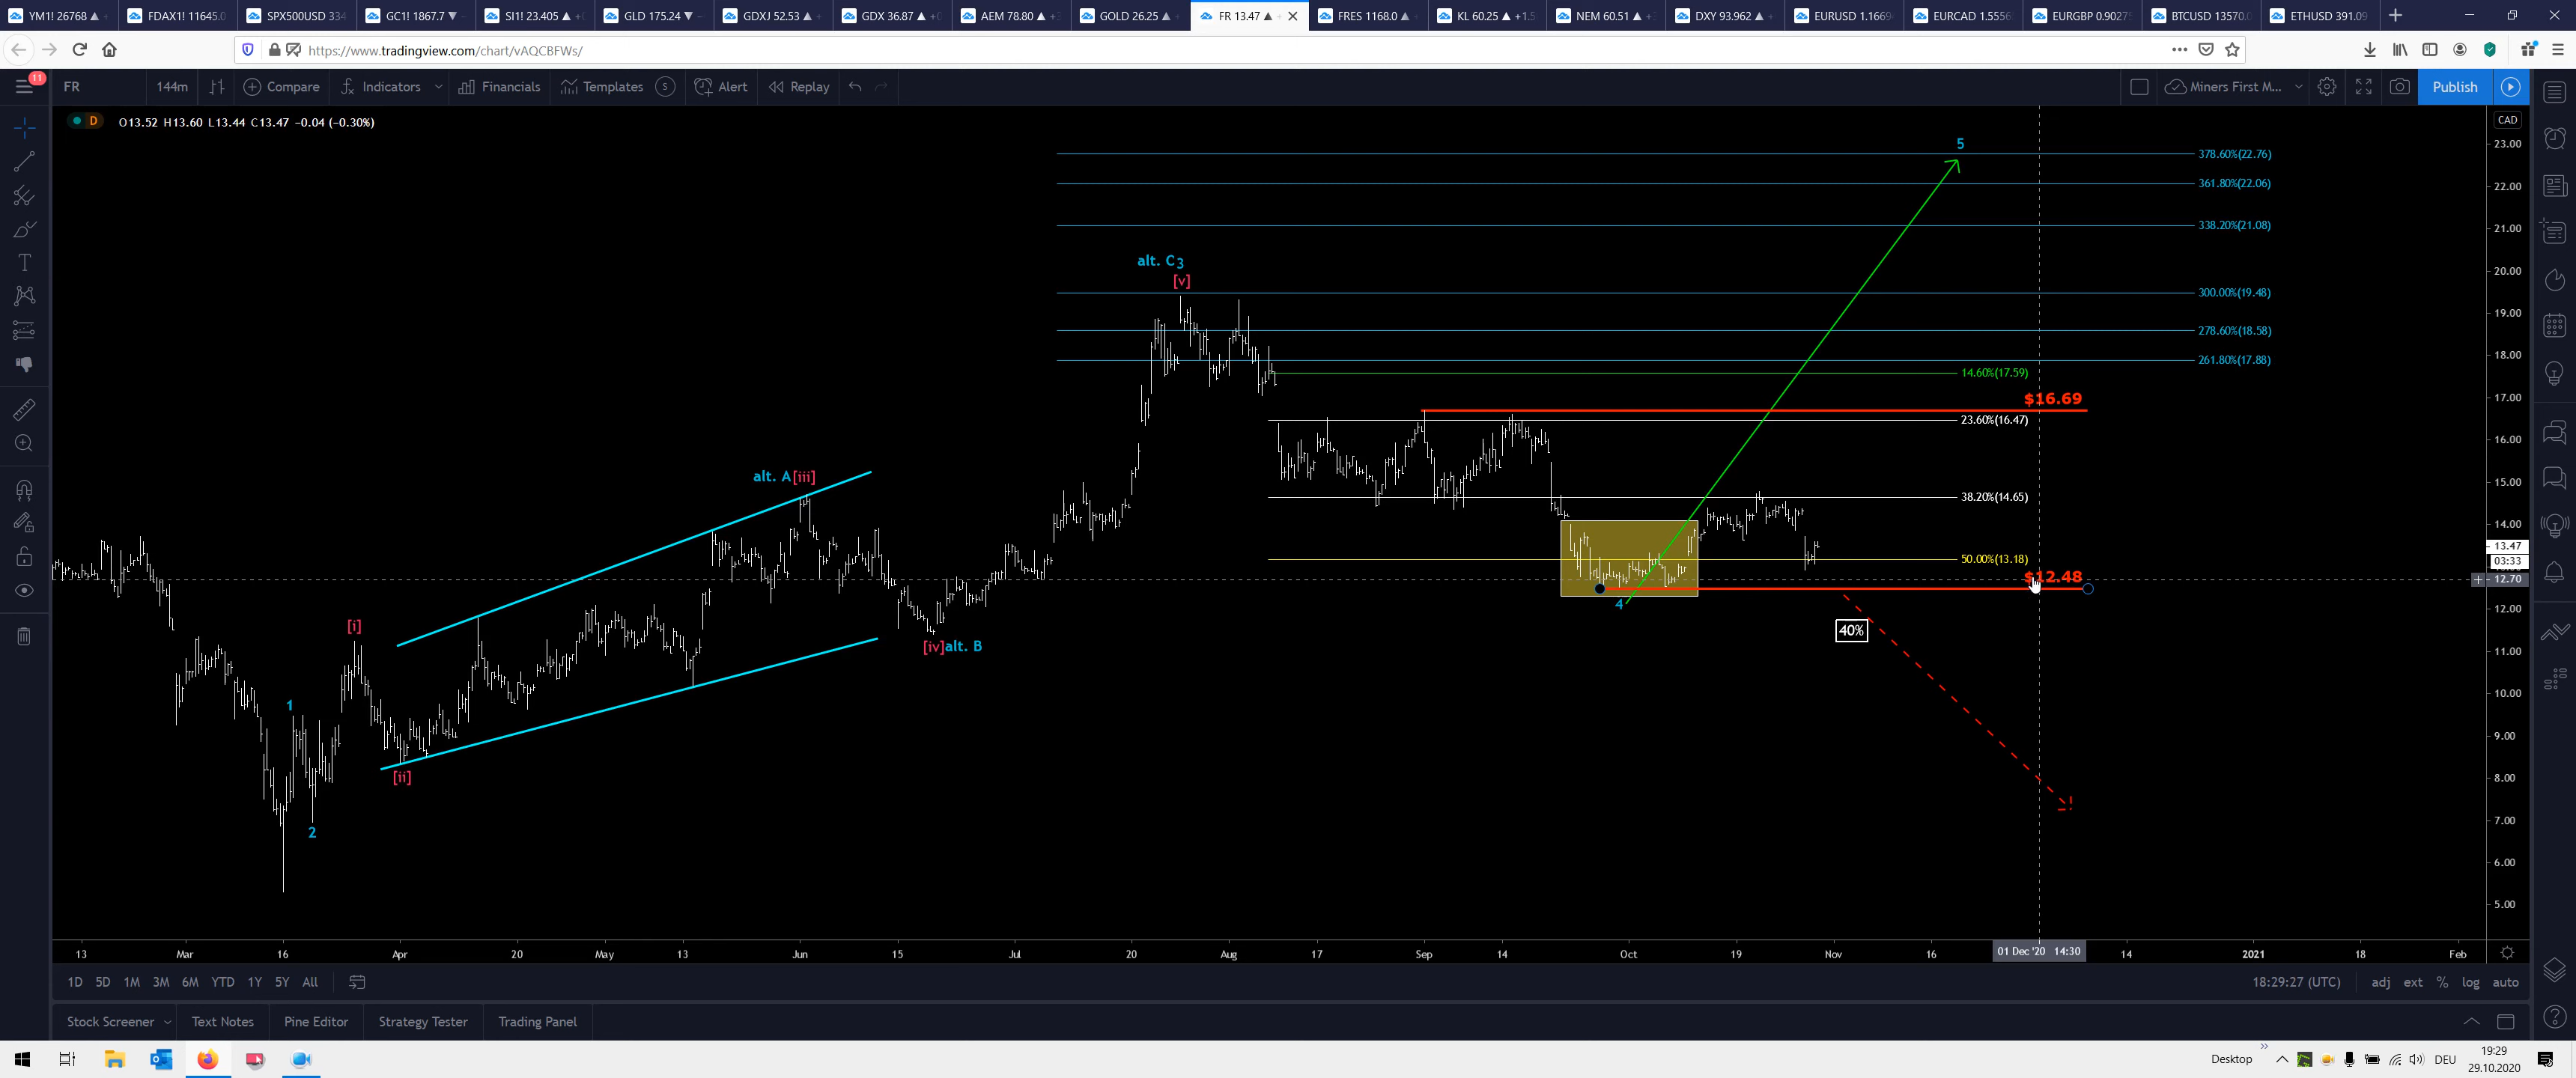 YM1! 26768 ▲
FDAX1! 11645.0
SPX500USD 334
GC1! 1867.7 ▼
SI1! 23.405 ▲
GLD 175.24 ▼
GDXJ 52.53 ▲
GDX 36.87 ▲
AEM 78.80 ▲
GOLD 26.25 ▲
FR 13.47 ▲
FRES 1168.0 ▲
KL 60.25 ▲ +1.5
NEM 60.51 ▲
DXY 93.962 ▲
EURUSD 1.1669
EURCAD 1.5556
EURGBP 0.9027
BTCUSD 13570.0
ETHUSD 391.09
https://www.tradingview.com/chart/vAQCBFWs/
11
FR 144m Compare Indicators Financials Templates S Alert Replay Miners First M... Publish
D O13.52 H13.60 L13.44 C13.47 −0.04 (−0.30%)
CAD
23.00
22.00
21.00
20.00
19.00
18.00
17.00
16.00
15.00
14.00
13.47
03:33
12.70
12.00
11.00
10.00
9.00
8.00
7.00
6.00
5.00
5
378.60%(22.76)
361.80%(22.06)
338.20%(21.08)
alt. C 3
[v]
300.00%(19.48)
278.60%(18.58)
261.80%(17.88)
14.60%(17.59)
$16.69
23.60%(16.47)
alt. A [iii]
38.20%(14.65)
50.00%(13.18)
$12.48
4
40%
[i]
[iv] alt. B
1
[ii]
2
13 Mar 16 Apr 20 May 13 Jun 15 Jul 20 Aug 17 Sep 14 Oct 19 Nov 16 01 Dec '20 14:30 14 2021 18 Feb
1D 5D 1M 3M 6M YTD 1Y 5Y All 18:29:27 (UTC) adj ext % log auto
Stock Screener Text Notes Pine Editor Strategy Tester Trading Panel
Desktop DEU 19:29
29.10.2020